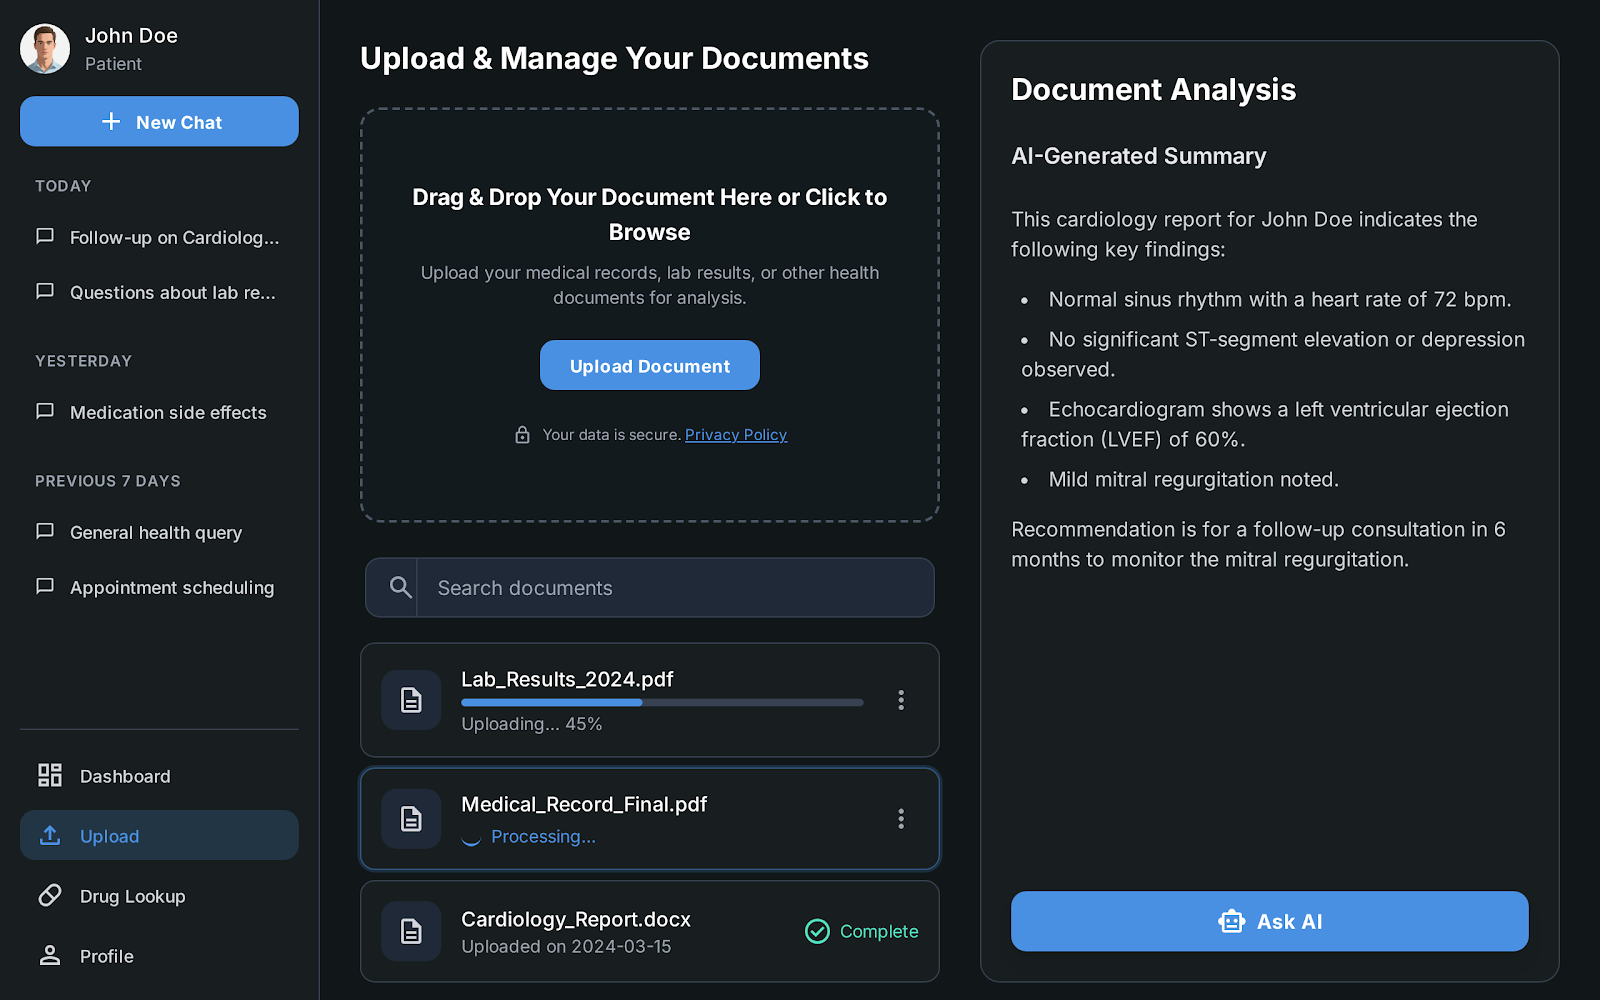 John Doe
Patient
New Chat
TODAY
Follow-up on Cardiolog...
Questions about lab re...
YESTERDAY
Medication side effects
PREVIOUS 7 DAYS
General health query
Appointment scheduling
Dashboard
Upload
Drug Lookup
Profile
Upload & Manage Your Documents
Drag & Drop Your Document Here or Click to
Browse
Upload your medical records, lab results, or other health
documents for analysis.
Upload Document
Your data is secure. Privacy Policy
Search documents
Lab_Results_2024.pdf
Uploading... 45%
Medical_Record_Final.pdf
Processing...
Cardiology_Report.docx
Uploaded on 2024-03-15
Complete
Document Analysis
AI-Generated Summary
This cardiology report for John Doe indicates the
following key findings:
• Normal sinus rhythm with a heart rate of 72 bpm.
• No significant ST-segment elevation or depression
observed.
• Echocardiogram shows a left ventricular ejection
fraction (LVEF) of 60%.
• Mild mitral regurgitation noted.
Recommendation is for a follow-up consultation in 6
months to monitor the mitral regurgitation.
Ask AI